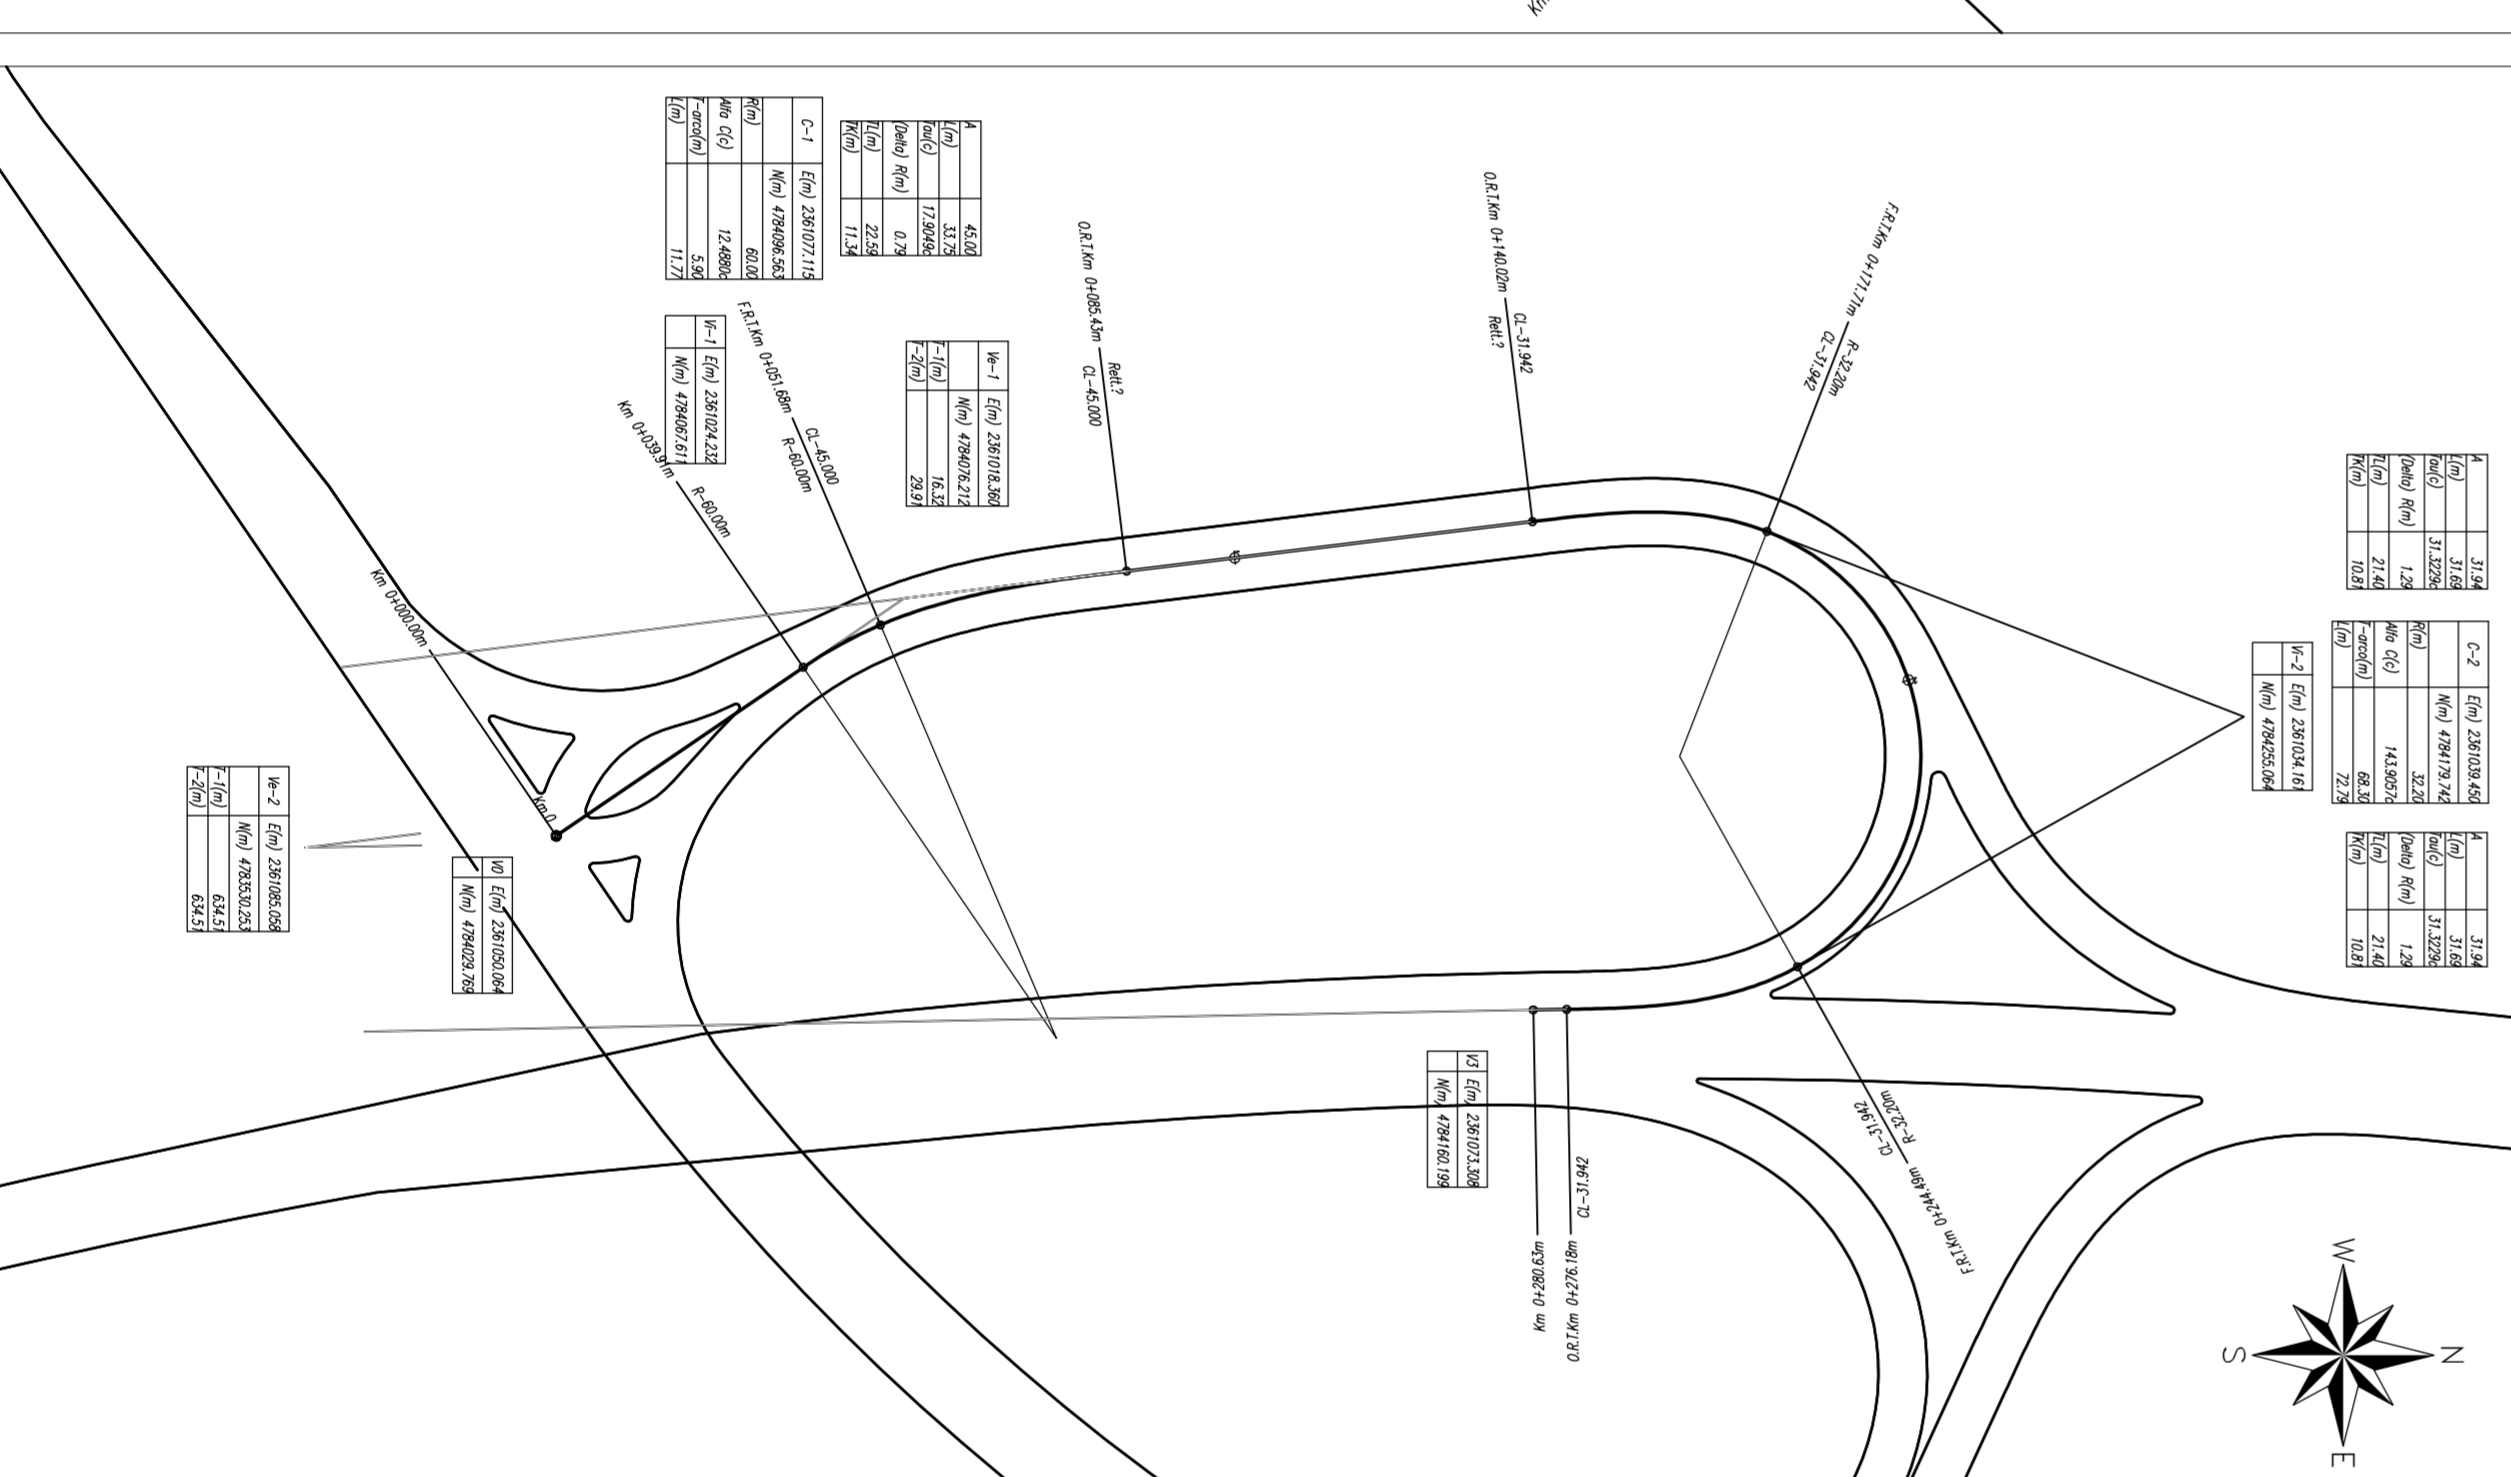 Km
C-1 E(m) 2361077.115
N(m) 4784096.563
R(m) 60.00
Alfa C(c) 12.4880c
T-arco(m) 5.90
L(m) 11.77
A 45.00
L(m) 33.75
Tau(c) 17.9049c
(Delta) R(m) 0.79
TL(m) 22.59
TK(m) 11.34
Vi-1 E(m) 2361024.232
N(m) 4784067.611
Ve-1 E(m) 2361018.360
N(m) 4784076.212
T-1(m) 16.32
T-2(m) 29.91
Km 0+000.00m
Km 0
Km 0+039.91m
R-60.00m
F.R.T.Km 0+051.68m
CL-45.000
R-60.00m
O.R.T.Km 0+085.43m
Rett.?
CL-45.000
O.R.T.Km 0+140.02m
CL-31.942
Rett.?
F.R.T.Km 0+171.71m
R-32.20m
CL-31.942
A 31.94
L(m) 31.69
Tau(c) 31.3229c
(Delta) R(m) 1.29
TL(m) 21.40
TK(m) 10.81
C-2 E(m) 2361039.450
N(m) 4784179.742
R(m) 32.20
Alfa C(c) 143.9057c
T-arco(m) 68.30
L(m) 72.79
Vi-2 E(m) 2361034.161
N(m) 4784255.064
A 31.94
L(m) 31.69
Tau(c) 31.3229c
(Delta) R(m) 1.29
TL(m) 21.40
TK(m) 10.81
Ve-2 E(m) 2361085.058
N(m) 4783530.253
T-1(m) 634.51
T-2(m) 634.51
V0 E(m) 2361050.064
N(m) 4784029.769
V3 E(m) 2361073.308
N(m) 4784160.199
R-32.20m
CL-31.942
F.R.T.Km 0+244.49m
CL-31.942
O.R.T.Km 0+276.18m
Km 0+280.63m
W
N
S
E